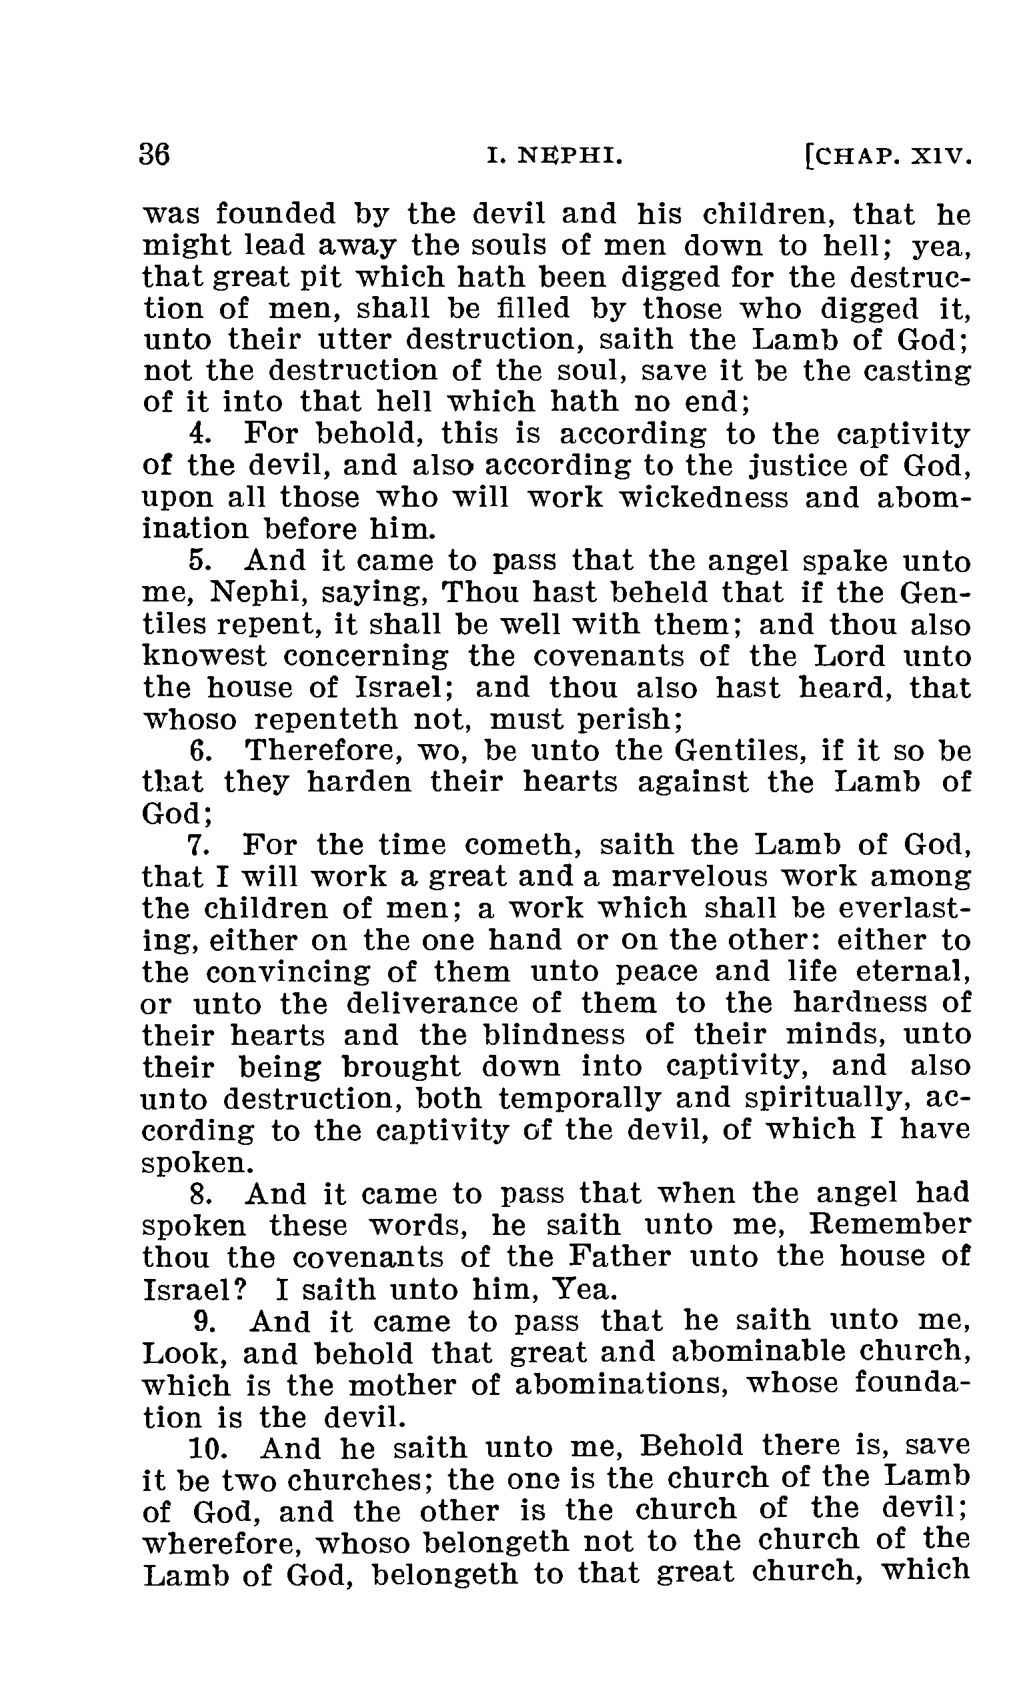 36 I. NEPHI. [CHAP. XIV.
was founded by the devil and his children, that he
might lead away the souls of men down to hell; yea,
that great pit which hath been digged for the destruc-
tion of men, shall be filled by those who digged it,
unto their utter destruction, saith the Lamb of God;
not the destruction of the soul, save it be the casting
of it into that hell which hath no end;
4. For behold, this is according to the captivity
of the devil, and also according to the justice of God,
upon all those who will work wickedness and abom-
ination before him.
5. And it came to pass that the angel spake unto
me, Nephi, saying, Thou hast beheld that if the Gen-
tiles repent, it shall be well with them; and thou also
knowest concerning the covenants of the Lord unto
the house of Israel; and thou also hast heard, that
whoso repenteth not, must perish;
6. Therefore, wo, be unto the Gentiles, if it so be
that they harden their hearts against the Lamb of
God;
7. For the time cometh, saith the Lamb of God,
that I will work a great and a marvelous work among
the children of men; a work which shall be everlast-
ing, either on the one hand or on the other: either to
the convincing of them unto peace and life eternal,
or unto the deliverance of them to the hardness of
their hearts and the blindness of their minds, unto
their being brought down into captivity, and also
unto destruction, both temporally and spiritually, ac-
cording to the captivity of the devil, of which I have
spoken.
8. And it came to pass that when the angel had
spoken these words, he saith unto me, Remember
thou the covenants of the Father unto the house of
Israel? I saith unto him, Yea.
9. And it came to pass that he saith unto me,
Look, and behold that great and abominable church,
which is the mother of abominations, whose founda-
tion is the devil.
10. And he saith unto me, Behold there is, save
it be two churches; the one is the church of the Lamb
of God, and the other is the church of the devil;
wherefore, whoso belongeth not to the church of the
Lamb of God, belongeth to that great church, which